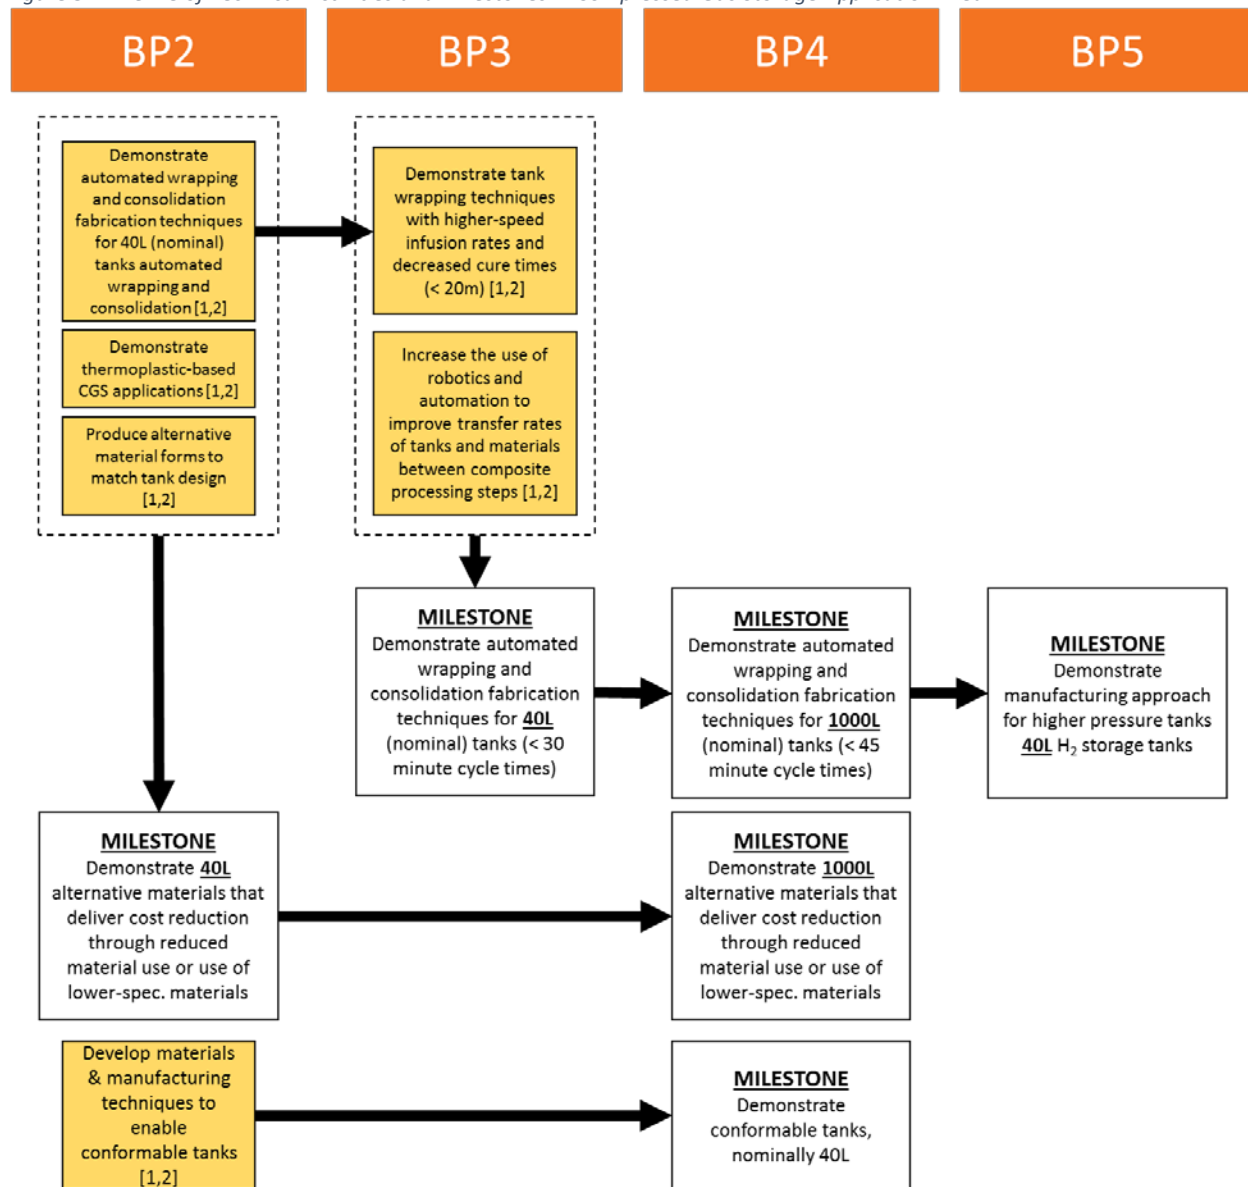 BP2
BP3
BP4
BP5
Demonstrate
automated wrapping
and consolidation
fabrication techniques
for 40L (nominal)
tanks automated
wrapping and
consolidation [1,2]
Demonstrate
thermoplastic-based
CGS applications [1,2]
Produce alternative
material forms to
match tank design
[1,2]
Demonstrate tank
wrapping techniques
with higher-speed
infusion rates and
decreased cure times
(< 20m) [1,2]
Increase the use of
robotics and
automation to
improve transfer rates
of tanks and materials
between composite
processing steps [1,2]
MILESTONE
Demonstrate automated
wrapping and
consolidation fabrication
techniques for 40L
(nominal) tanks (< 30
minute cycle times)
MILESTONE
Demonstrate automated
wrapping and
consolidation fabrication
techniques for 1000L
(nominal) tanks (< 45
minute cycle times)
MILESTONE
Demonstrate
manufacturing approach
for higher pressure tanks
40L H₂ storage tanks
MILESTONE
Demonstrate 40L
alternative materials that
deliver cost reduction
through reduced
material use or use of
lower-spec. materials
MILESTONE
Demonstrate 1000L
alternative materials that
deliver cost reduction
through reduced
material use or use of
lower-spec. materials
Develop materials
& manufacturing
techniques to
enable
conformable tanks
[1,2]
MILESTONE
Demonstrate
conformable tanks,
nominally 40L